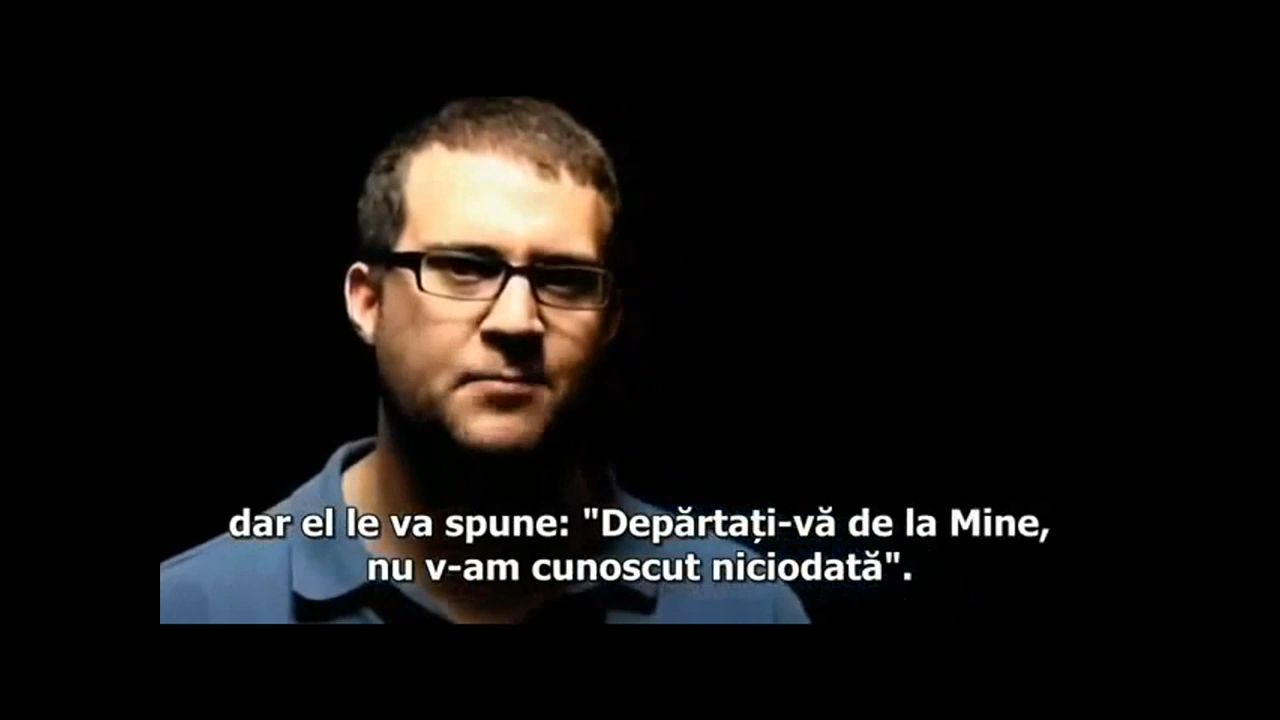 dar el le va spune: "Depărtați-vă de la Mine,
nu v-am cunoscut niciodată".